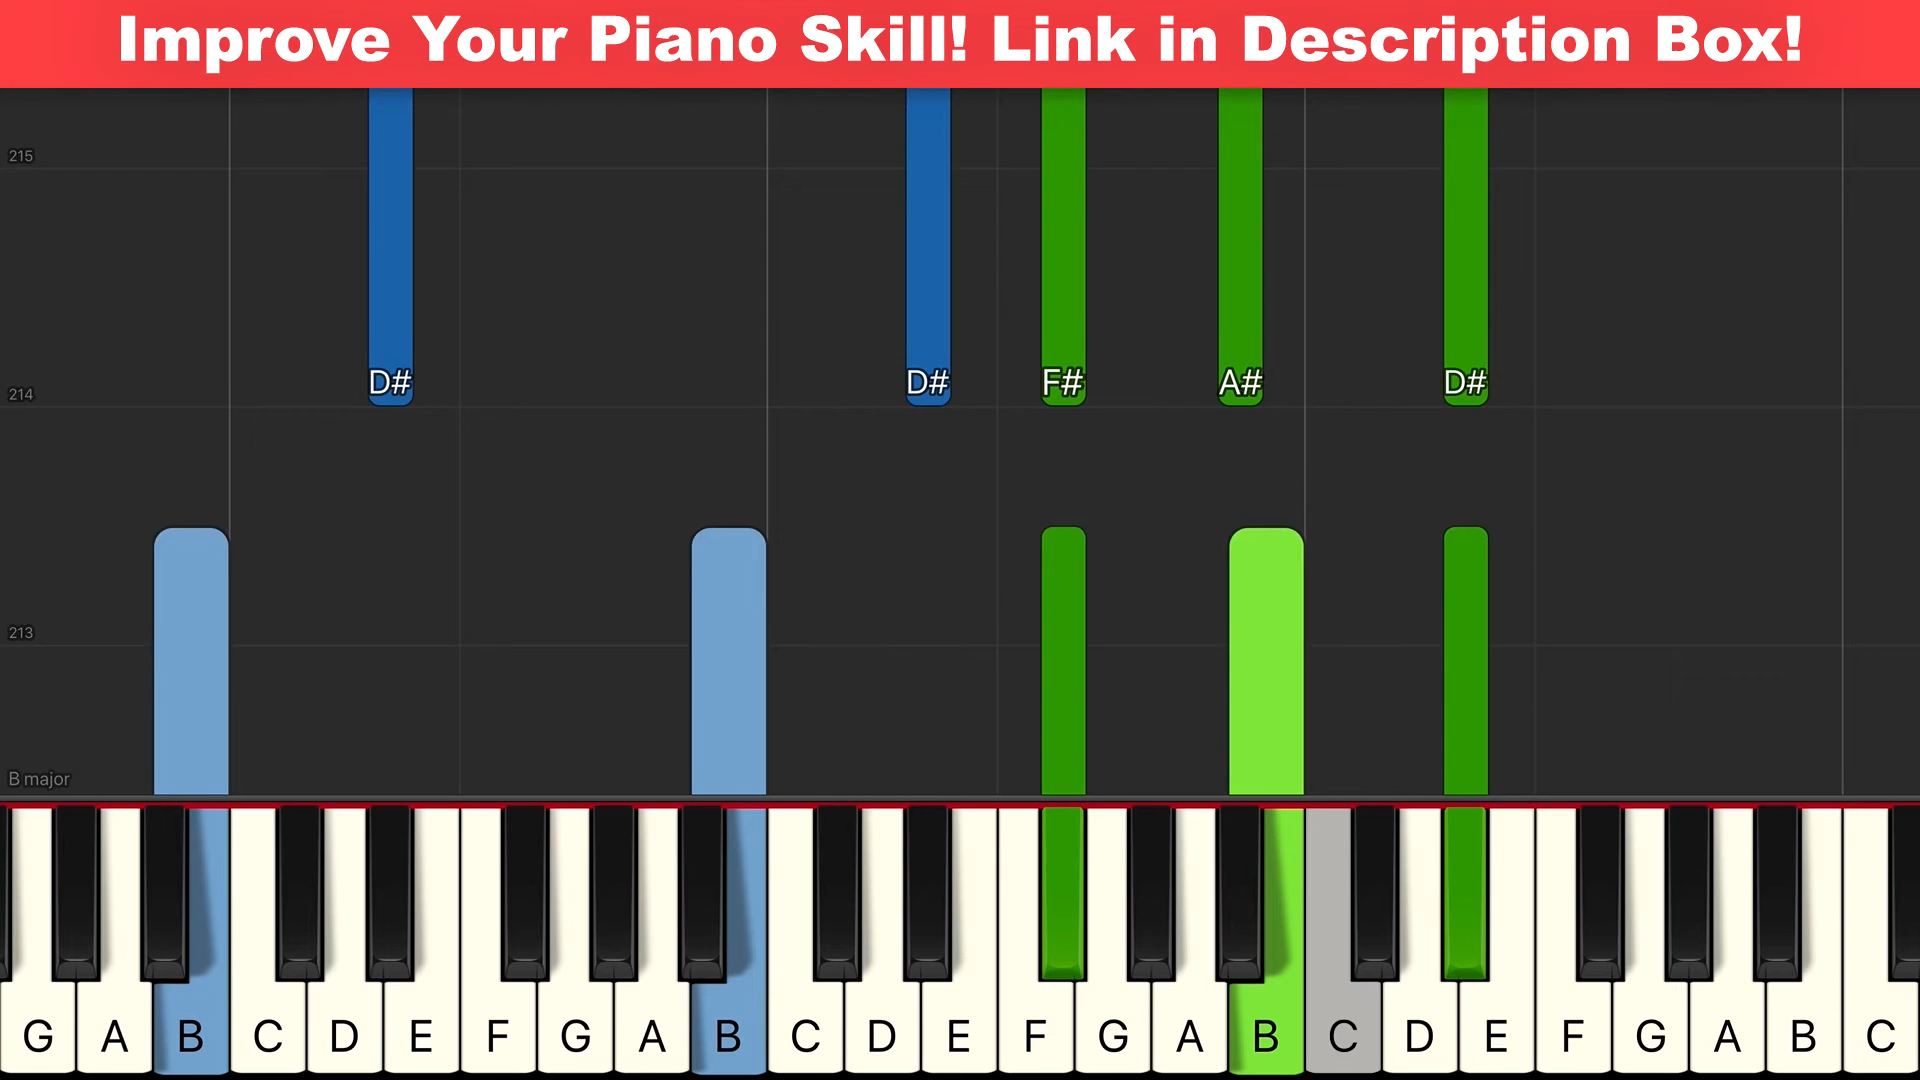 Improve Your Piano Skill! Link in Description Box!
215
214
D# D# F# A# D#
213
B major
G A B C D E F G A B C D E F G A B C D E F G A B C